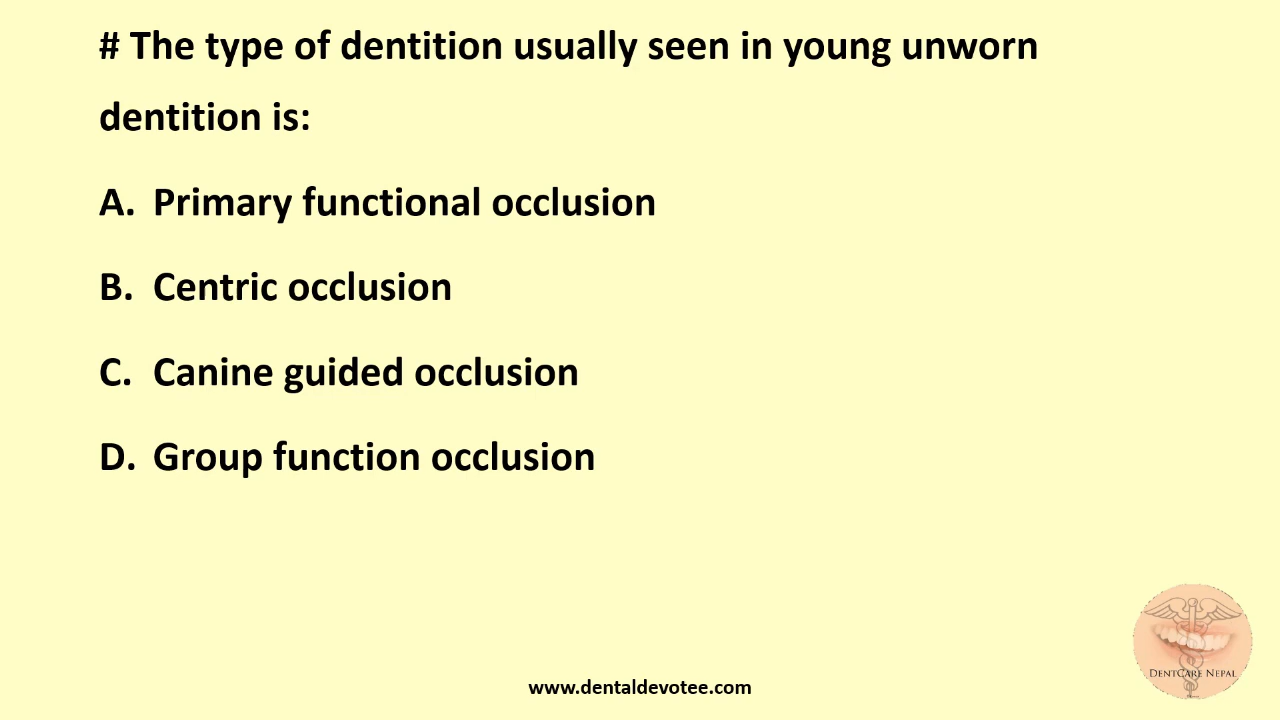 # The type of dentition usually seen in young unworn
dentition is:
A. Primary functional occlusion
B. Centric occlusion
C. Canine guided occlusion
D. Group function occlusion
DENTCARE NEPAL
www.dentaldevotee.com